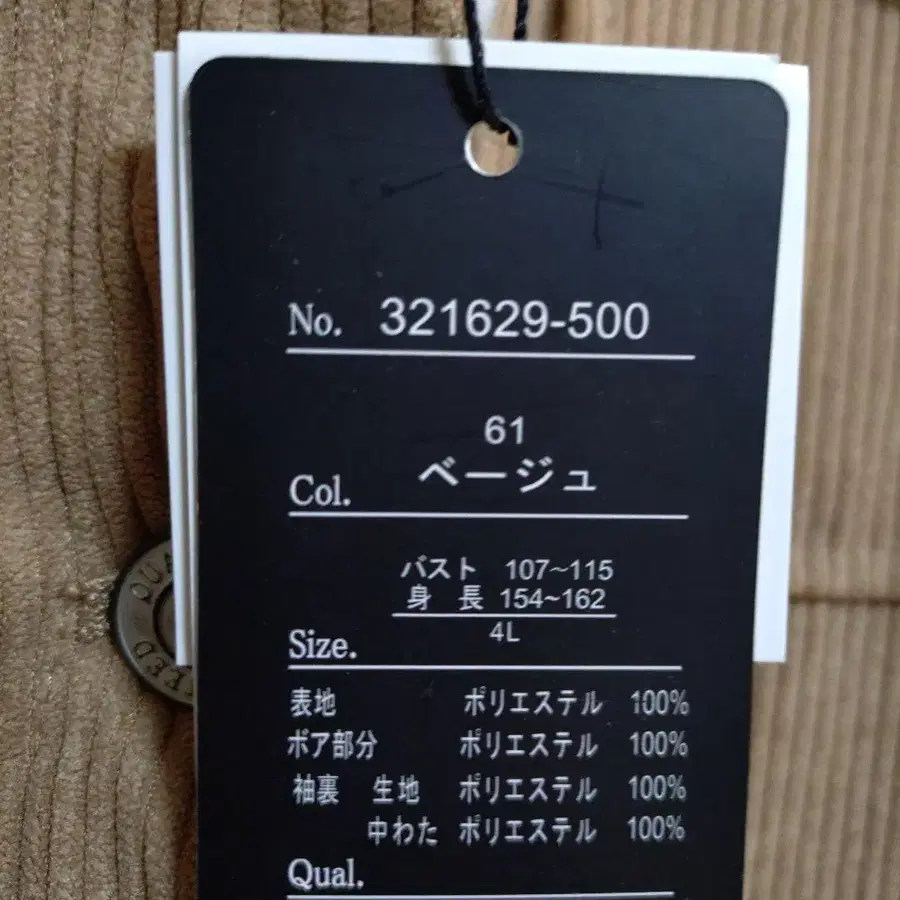 No. 321629-500
61
Col. ベージュ
バスト 107~115
身 長 154~162
Size. 4L
表地 ポリエステル 100%
ボア部分 ポリエステル 100%
袖裏 生地 ポリエステル 100%
中わた ポリエステル 100%
Qual.